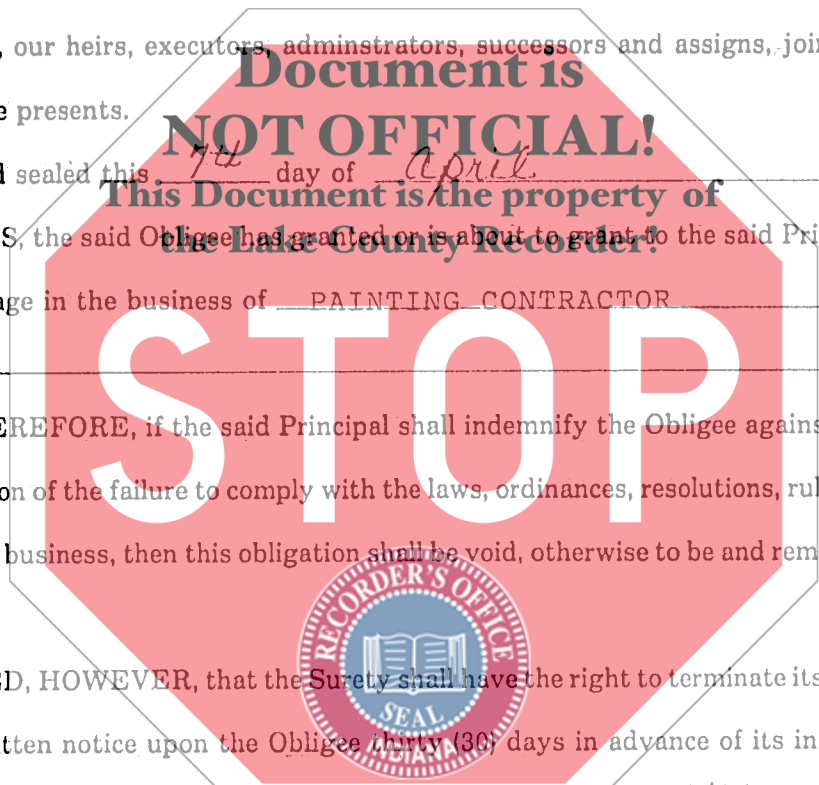 , our heirs, executors, adminstrators, successors and assigns, join
Document is
e presents.
NOT OFFICIAL!
d sealed this 7th day of April
This Document is the property of
S, the said Obligee has granted or is about to grant to the said Pri
the Lake County Recorder!
age in the business of PAINTING CONTRACTOR
STOP
EREFORE, if the said Principal shall indemnify the Obligee agains
on of the failure to comply with the laws, ordinances, resolutions, rul
business, then this obligation shall be void, otherwise to be and rem
RECORDER'S OFFICE
ED, HOWEVER, that the Surety shall have the right to terminate its
SEAL
tten notice upon the Obligee thirty (30) days in advance of its in
INDIANA